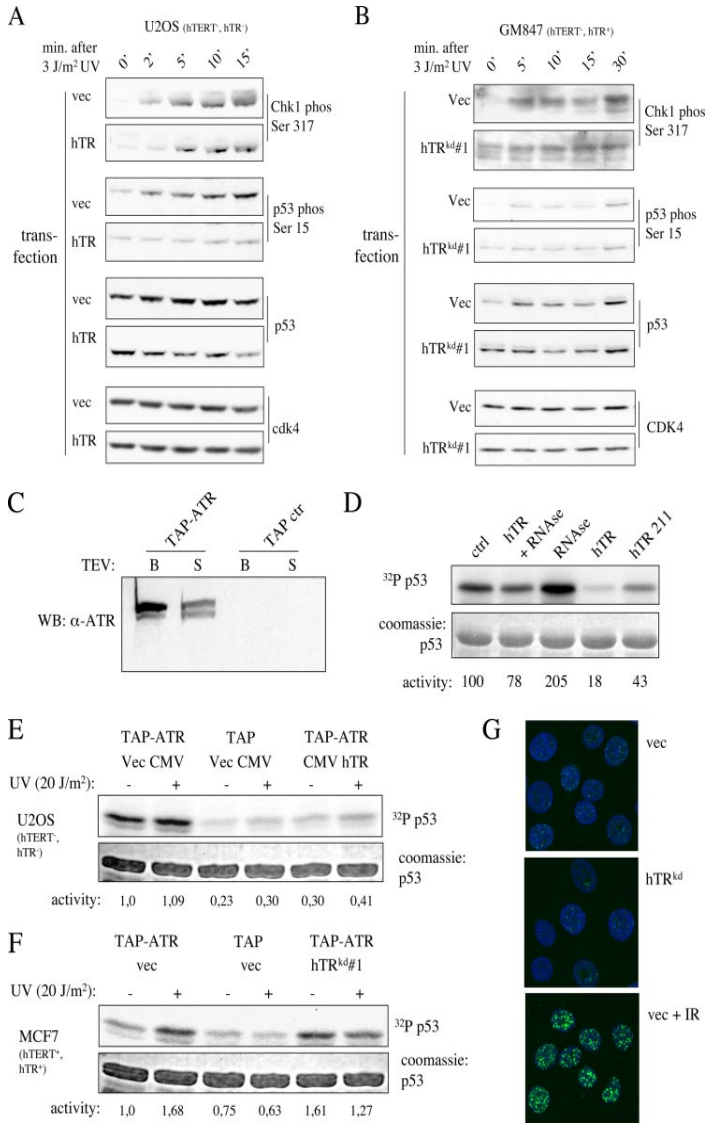 A
U2OS (hTERT-, hTR-)
min. after
3 J/m² UV
0' 2' 5' 10' 15'
vec
hTR
Chk1 phos
Ser 317
vec
hTR
p53 phos
Ser 15
trans-
fection
vec
hTR
p53
vec
hTR
cdk4
B
GM847 (hTERT-, hTR+)
min. after
3 J/m² UV
0' 5' 10' 15' 30'
Vec
hTRkd#1
Chk1 phos
Ser 317
Vec
hTRkd#1
p53 phos
Ser 15
trans-
fection
Vec
hTRkd#1
p53
Vec
hTRkd#1
CDK4
C
TAP-ATR TAP ctr
TEV: B S B S
WB: α-ATR
D
ctrl hTR + RNAse RNAse hTR hTR 211
³²P p53
coomassie:
p53
activity: 100 78 205 18 43
E
TAP-ATR TAP TAP-ATR
Vec CMV Vec CMV CMV hTR
UV (20 J/m²): - + - + - +
U2OS
(hTERT-,
hTR-)
³²P p53
coomassie:
p53
activity: 1,0 1,09 0,23 0,30 0,30 0,41
F
TAP-ATR TAP TAP-ATR
vec vec hTRkd#1
UV (20 J/m²): - + - + - +
MCF7
(hTERT+,
hTR+)
³²P p53
coomassie:
p53
activity: 1,0 1,68 0,75 0,63 1,61 1,27
G
vec
hTRkd
vec + IR